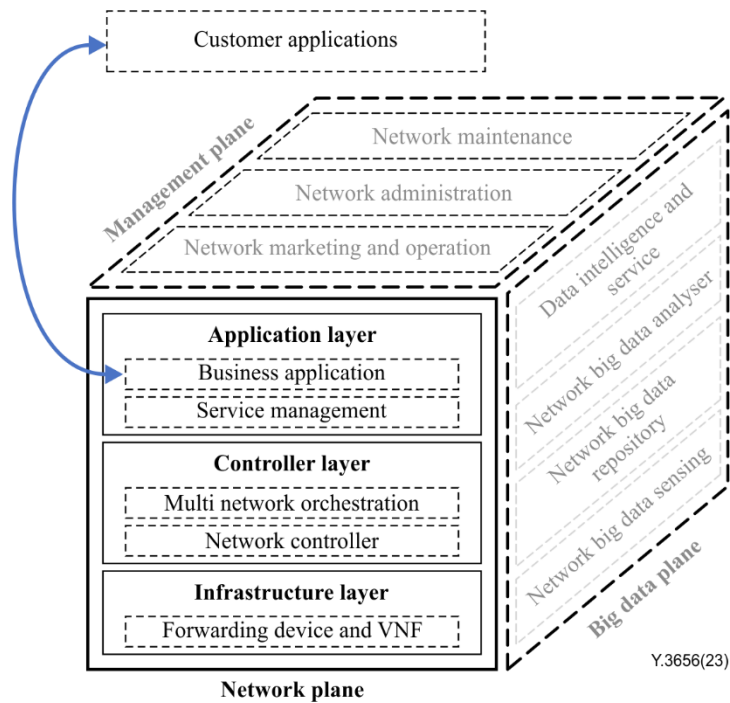 Customer applications
Management plane
Network maintenance
Network administration
Network marketing and operation
Application layer
Business application
Service management
Controller layer
Multi network orchestration
Network controller
Infrastructure layer
Forwarding device and VNF
Network plane
Data intelligence and
service
Network big data analyser
Network big data
repository
Network big data sensing
Big data plane
Y.3656(23)